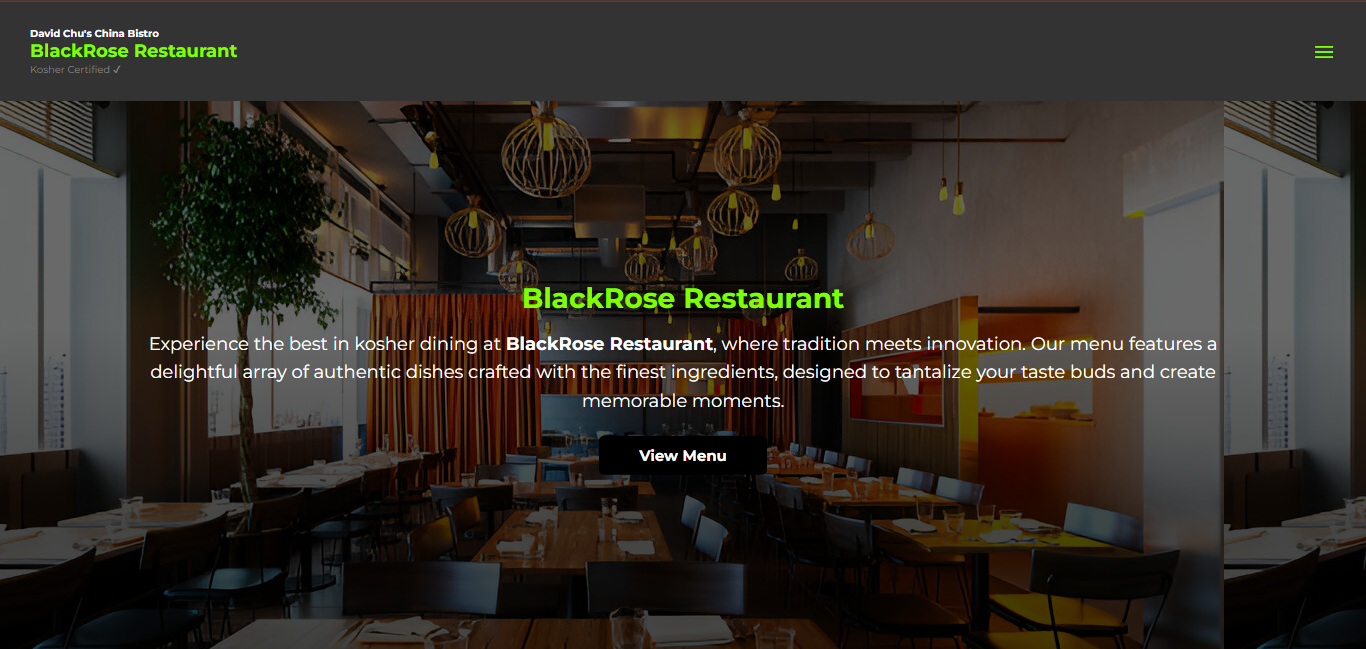 David Chu's China Bistro
BlackRose Restaurant
Kosher Certified ✓
BlackRose Restaurant
Experience the best in kosher dining at BlackRose Restaurant, where tradition meets innovation. Our menu features a
delightful array of authentic dishes crafted with the finest ingredients, designed to tantalize your taste buds and create
memorable moments.
View Menu